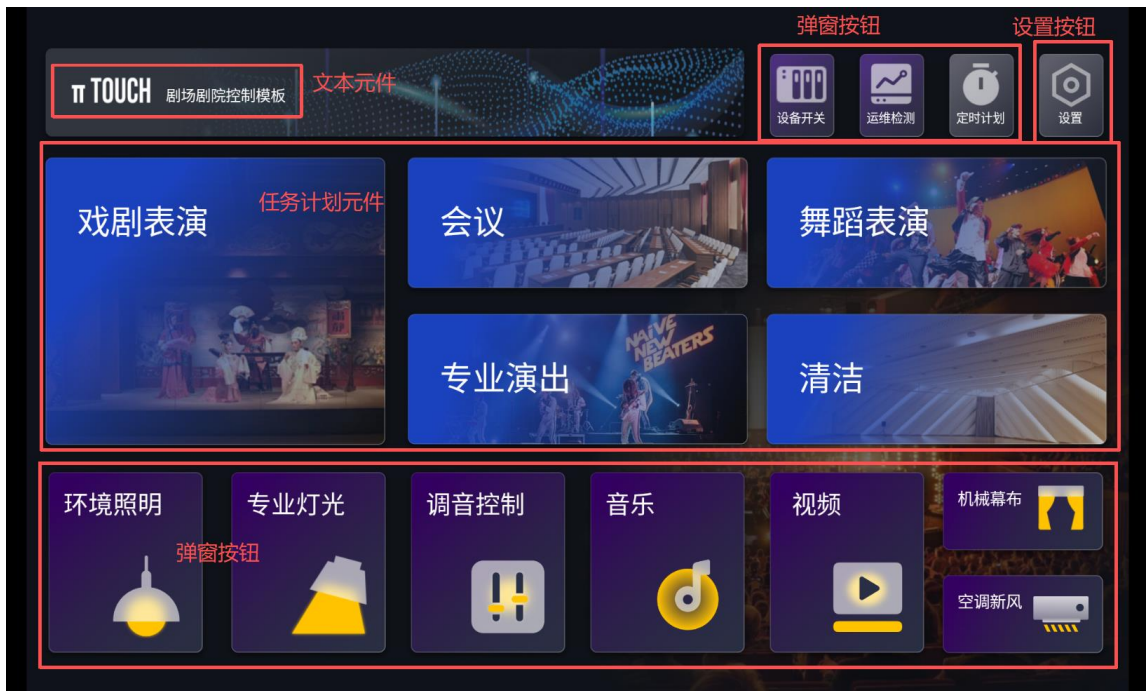 弹窗按钮
设置按钮
π TOUCH 剧场剧院控制模板
文本元件
设备开关
运维检测
定时计划
设置
戏剧表演
任务计划元件
会议
舞蹈表演
专业演出
NAÏVE
NEW
BEATERS
清洁
环境照明
专业灯光
调音控制
音乐
视频
机械幕布
弹窗按钮
空调新风